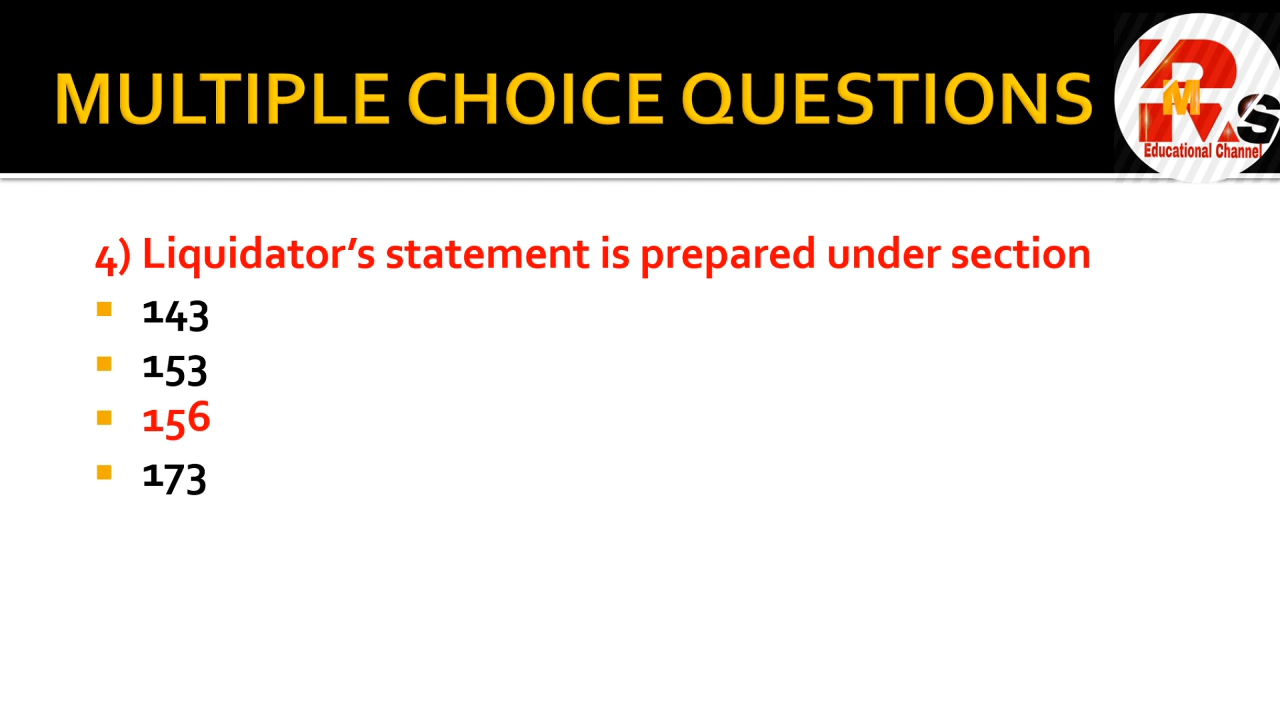 MULTIPLE CHOICE QUESTIONS
R
M
S
Educational Channel
4) Liquidator’s statement is prepared under section
▪ 143
▪ 153
▪ 156
▪ 173